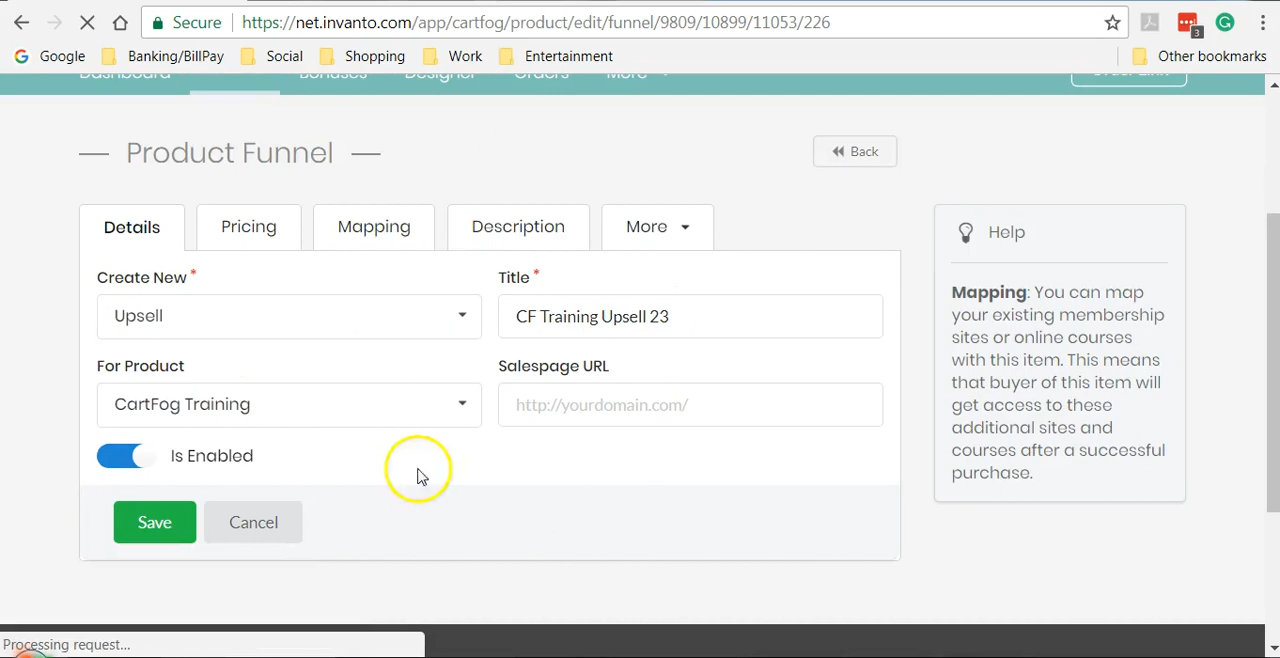 Secure https://net.invanto.com/app/cartfog/product/edit/funnel/9809/10899/11053/226
3
Google Banking/BillPay Social Shopping Work Entertainment Other bookmarks
Dashboard Bonuses Designer Orders More Order Link
Product Funnel Back
Details Pricing Mapping Description More
Help
Create New * Title *
Upsell CF Training Upsell 23
For Product Salespage URL
CartFog Training http://yourdomain.com/
Is Enabled
Save Cancel
Mapping: You can map
your existing membership
sites or online courses
with this item. This means
that buyer of this item will
get access to these
additional sites and
courses after a successful
purchase.
Processing request...